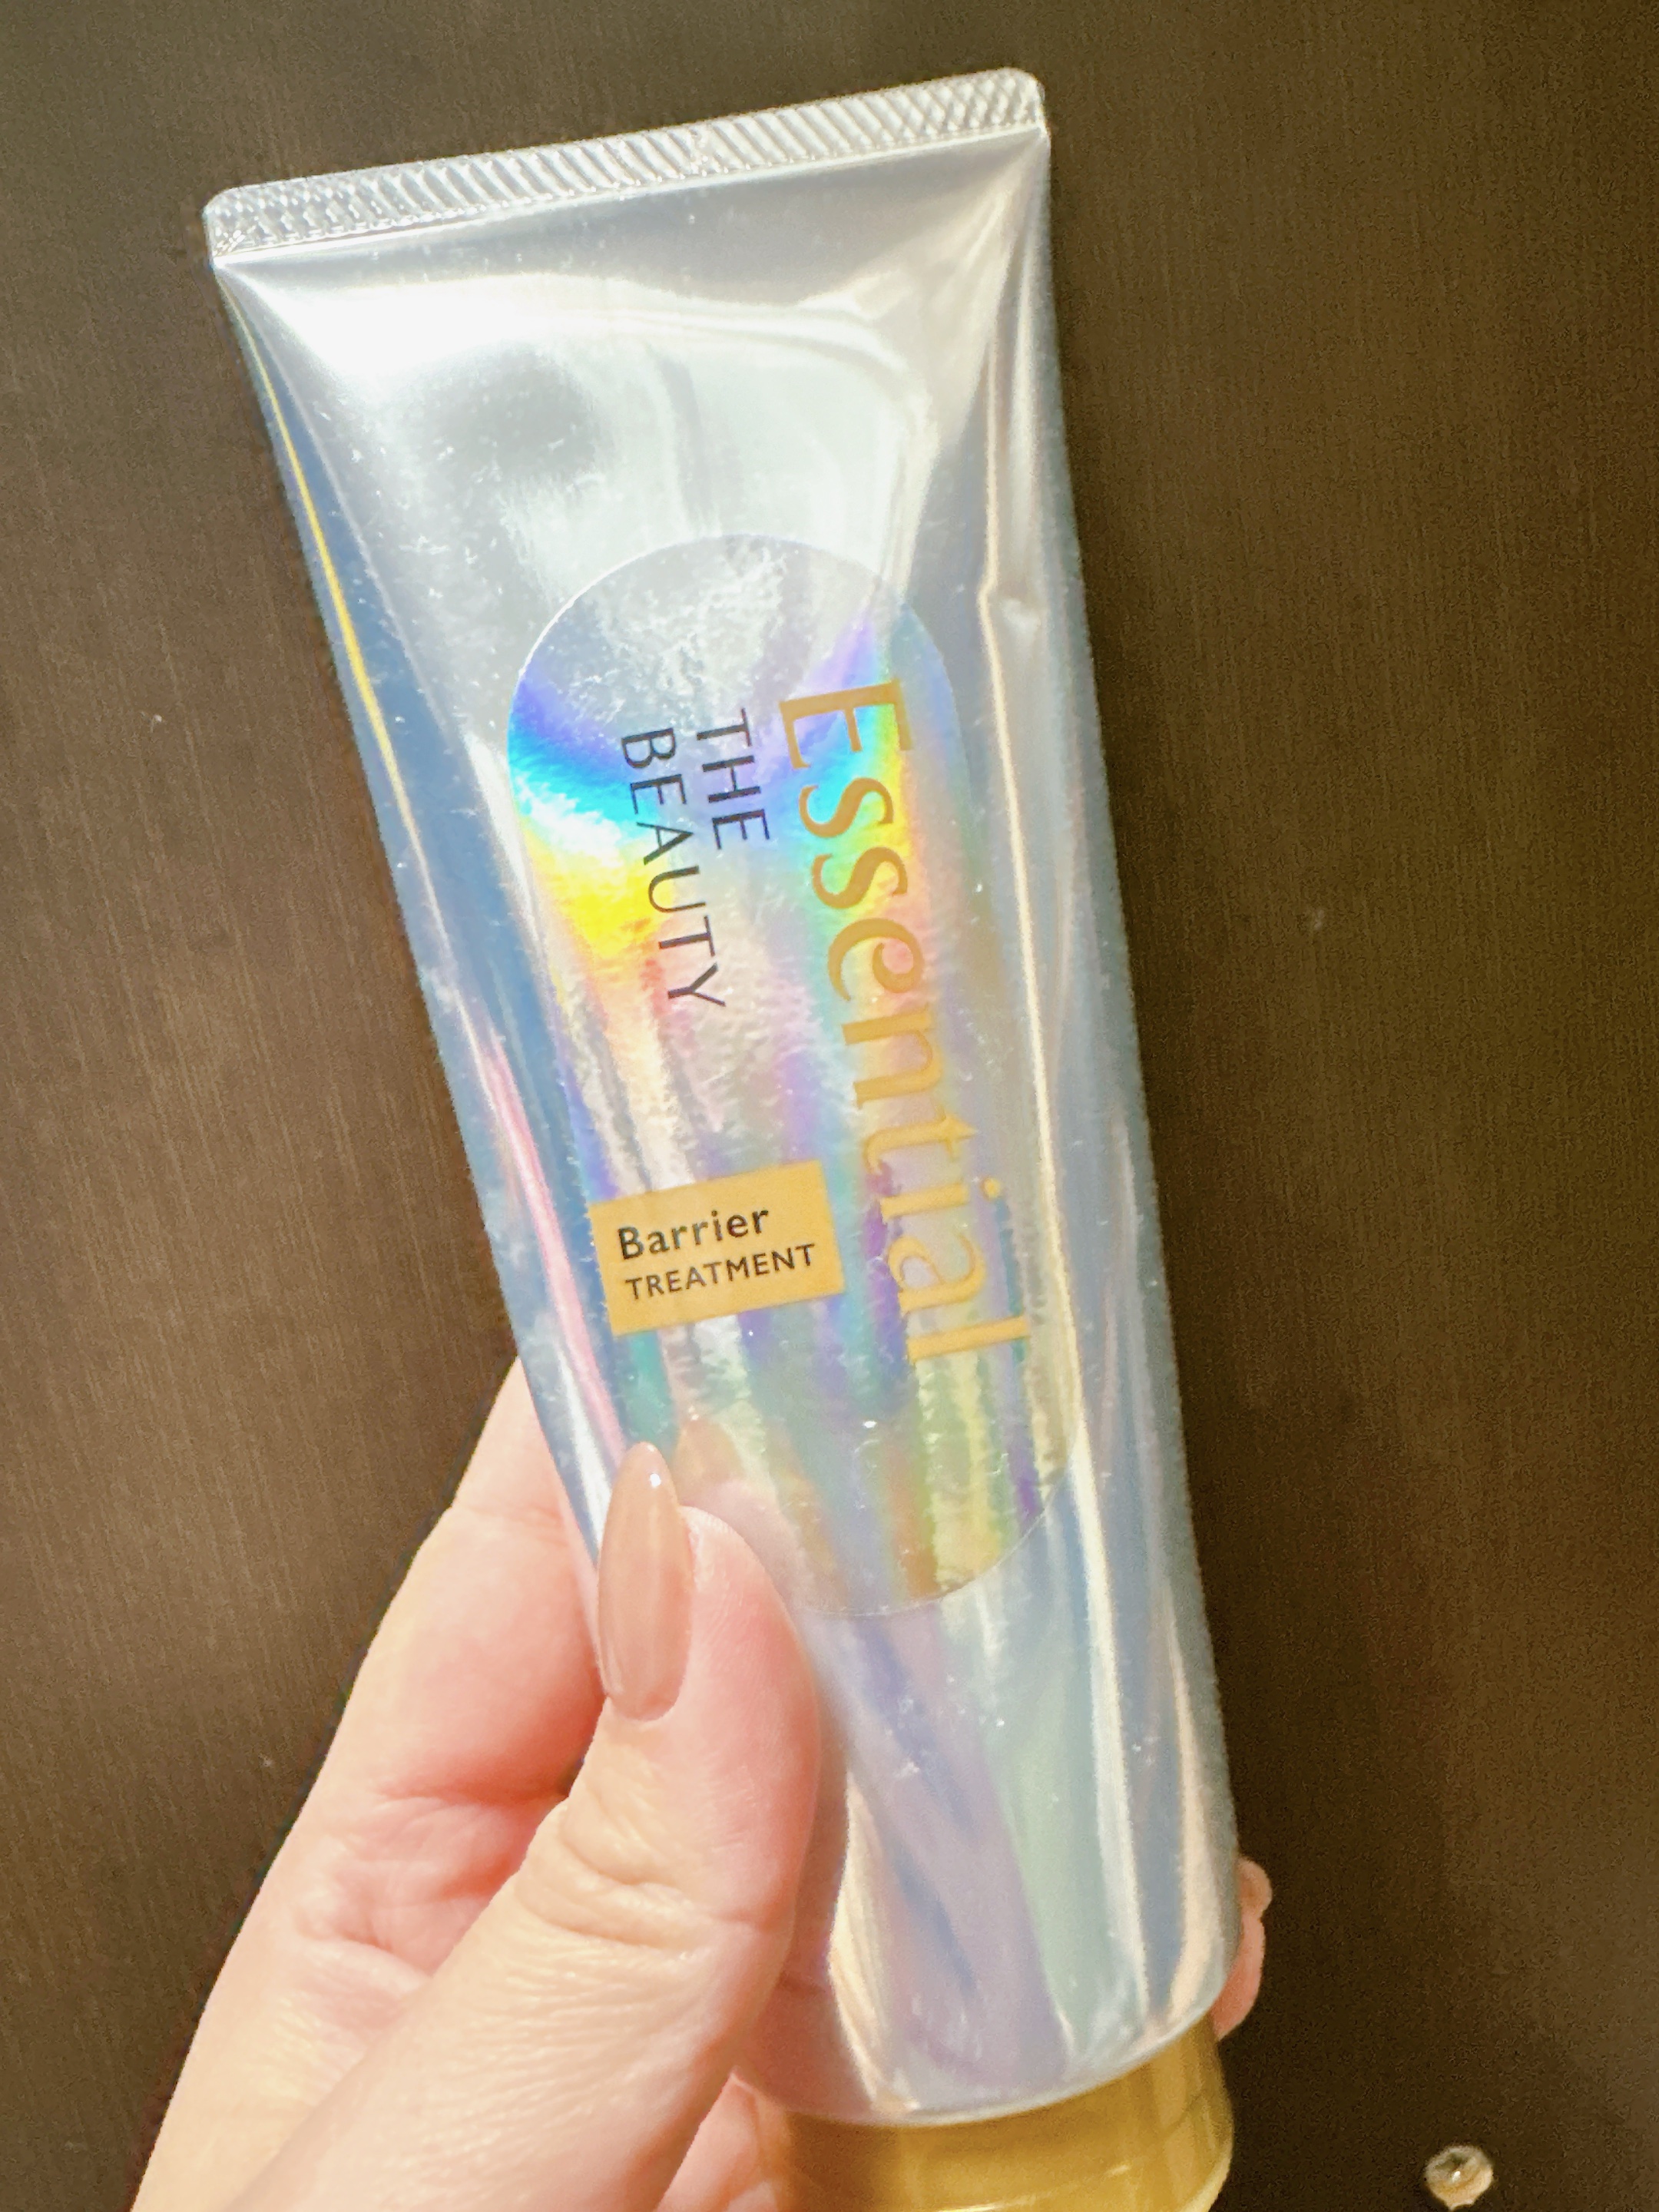 Essential
THE
BEAUTY
Barrier
TREATMENT